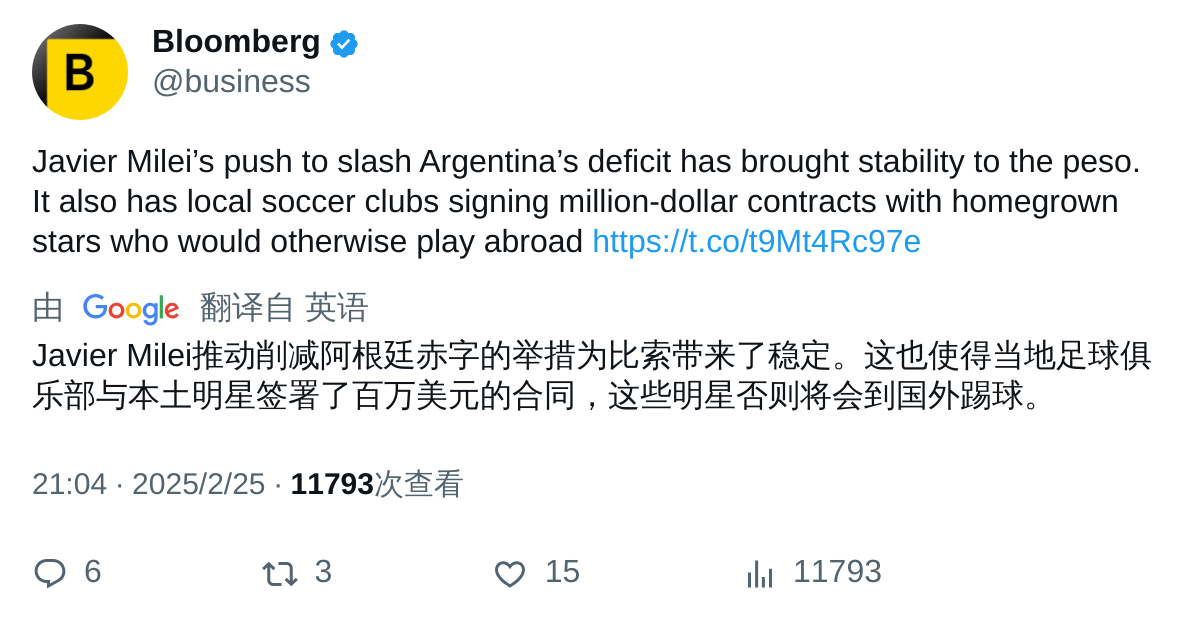 B
Bloomberg
@business
Javier Milei’s push to slash Argentina’s deficit has brought stability to the peso.
It also has local soccer clubs signing million-dollar contracts with homegrown
stars who would otherwise play abroad https://t.co/t9Mt4Rc97e
由 Google 翻译自 英语
Javier Milei推动削减阿根廷赤字的举措为比索带来了稳定。这也使得当地足球俱
乐部与本土明星签署了百万美元的合同，这些明星否则将会到国外踢球。
21:04 · 2025/2/25 · 11793次查看
6 3 15 11793